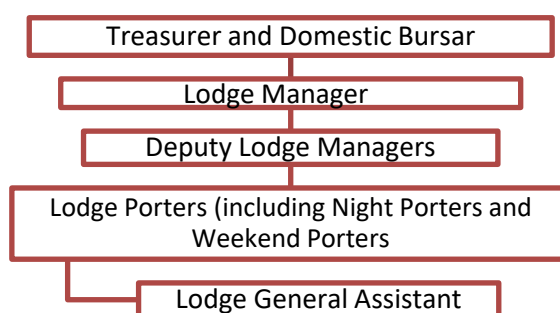 Treasurer and Domestic Bursar
Lodge Manager
Deputy Lodge Managers
Lodge Porters (including Night Porters and
Weekend Porters
Lodge General Assistant